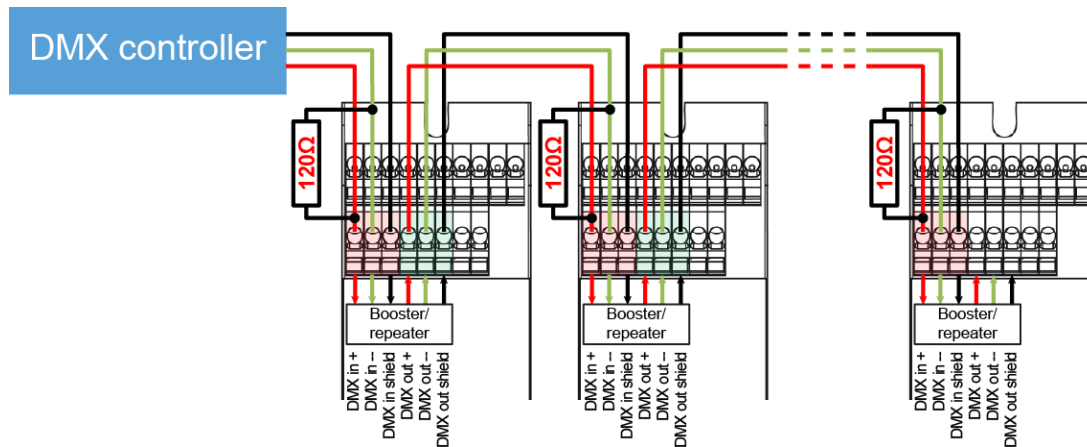 DMX controller
120Ω
120Ω
120Ω
Booster/
repeater
Booster/
repeater
Booster/
repeater
DMX in +
DMX in –
DMX in shield
DMX out +
DMX out –
DMX out shield
DMX in +
DMX in –
DMX in shield
DMX out +
DMX out –
DMX out shield
DMX in +
DMX in –
DMX in shield
DMX out +
DMX out –
DMX out shield